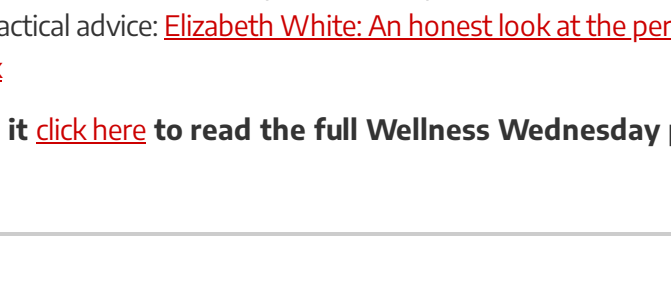 actical advice: Elizabeth White: An honest look at the per
it click here to read the full Wellness Wednesday